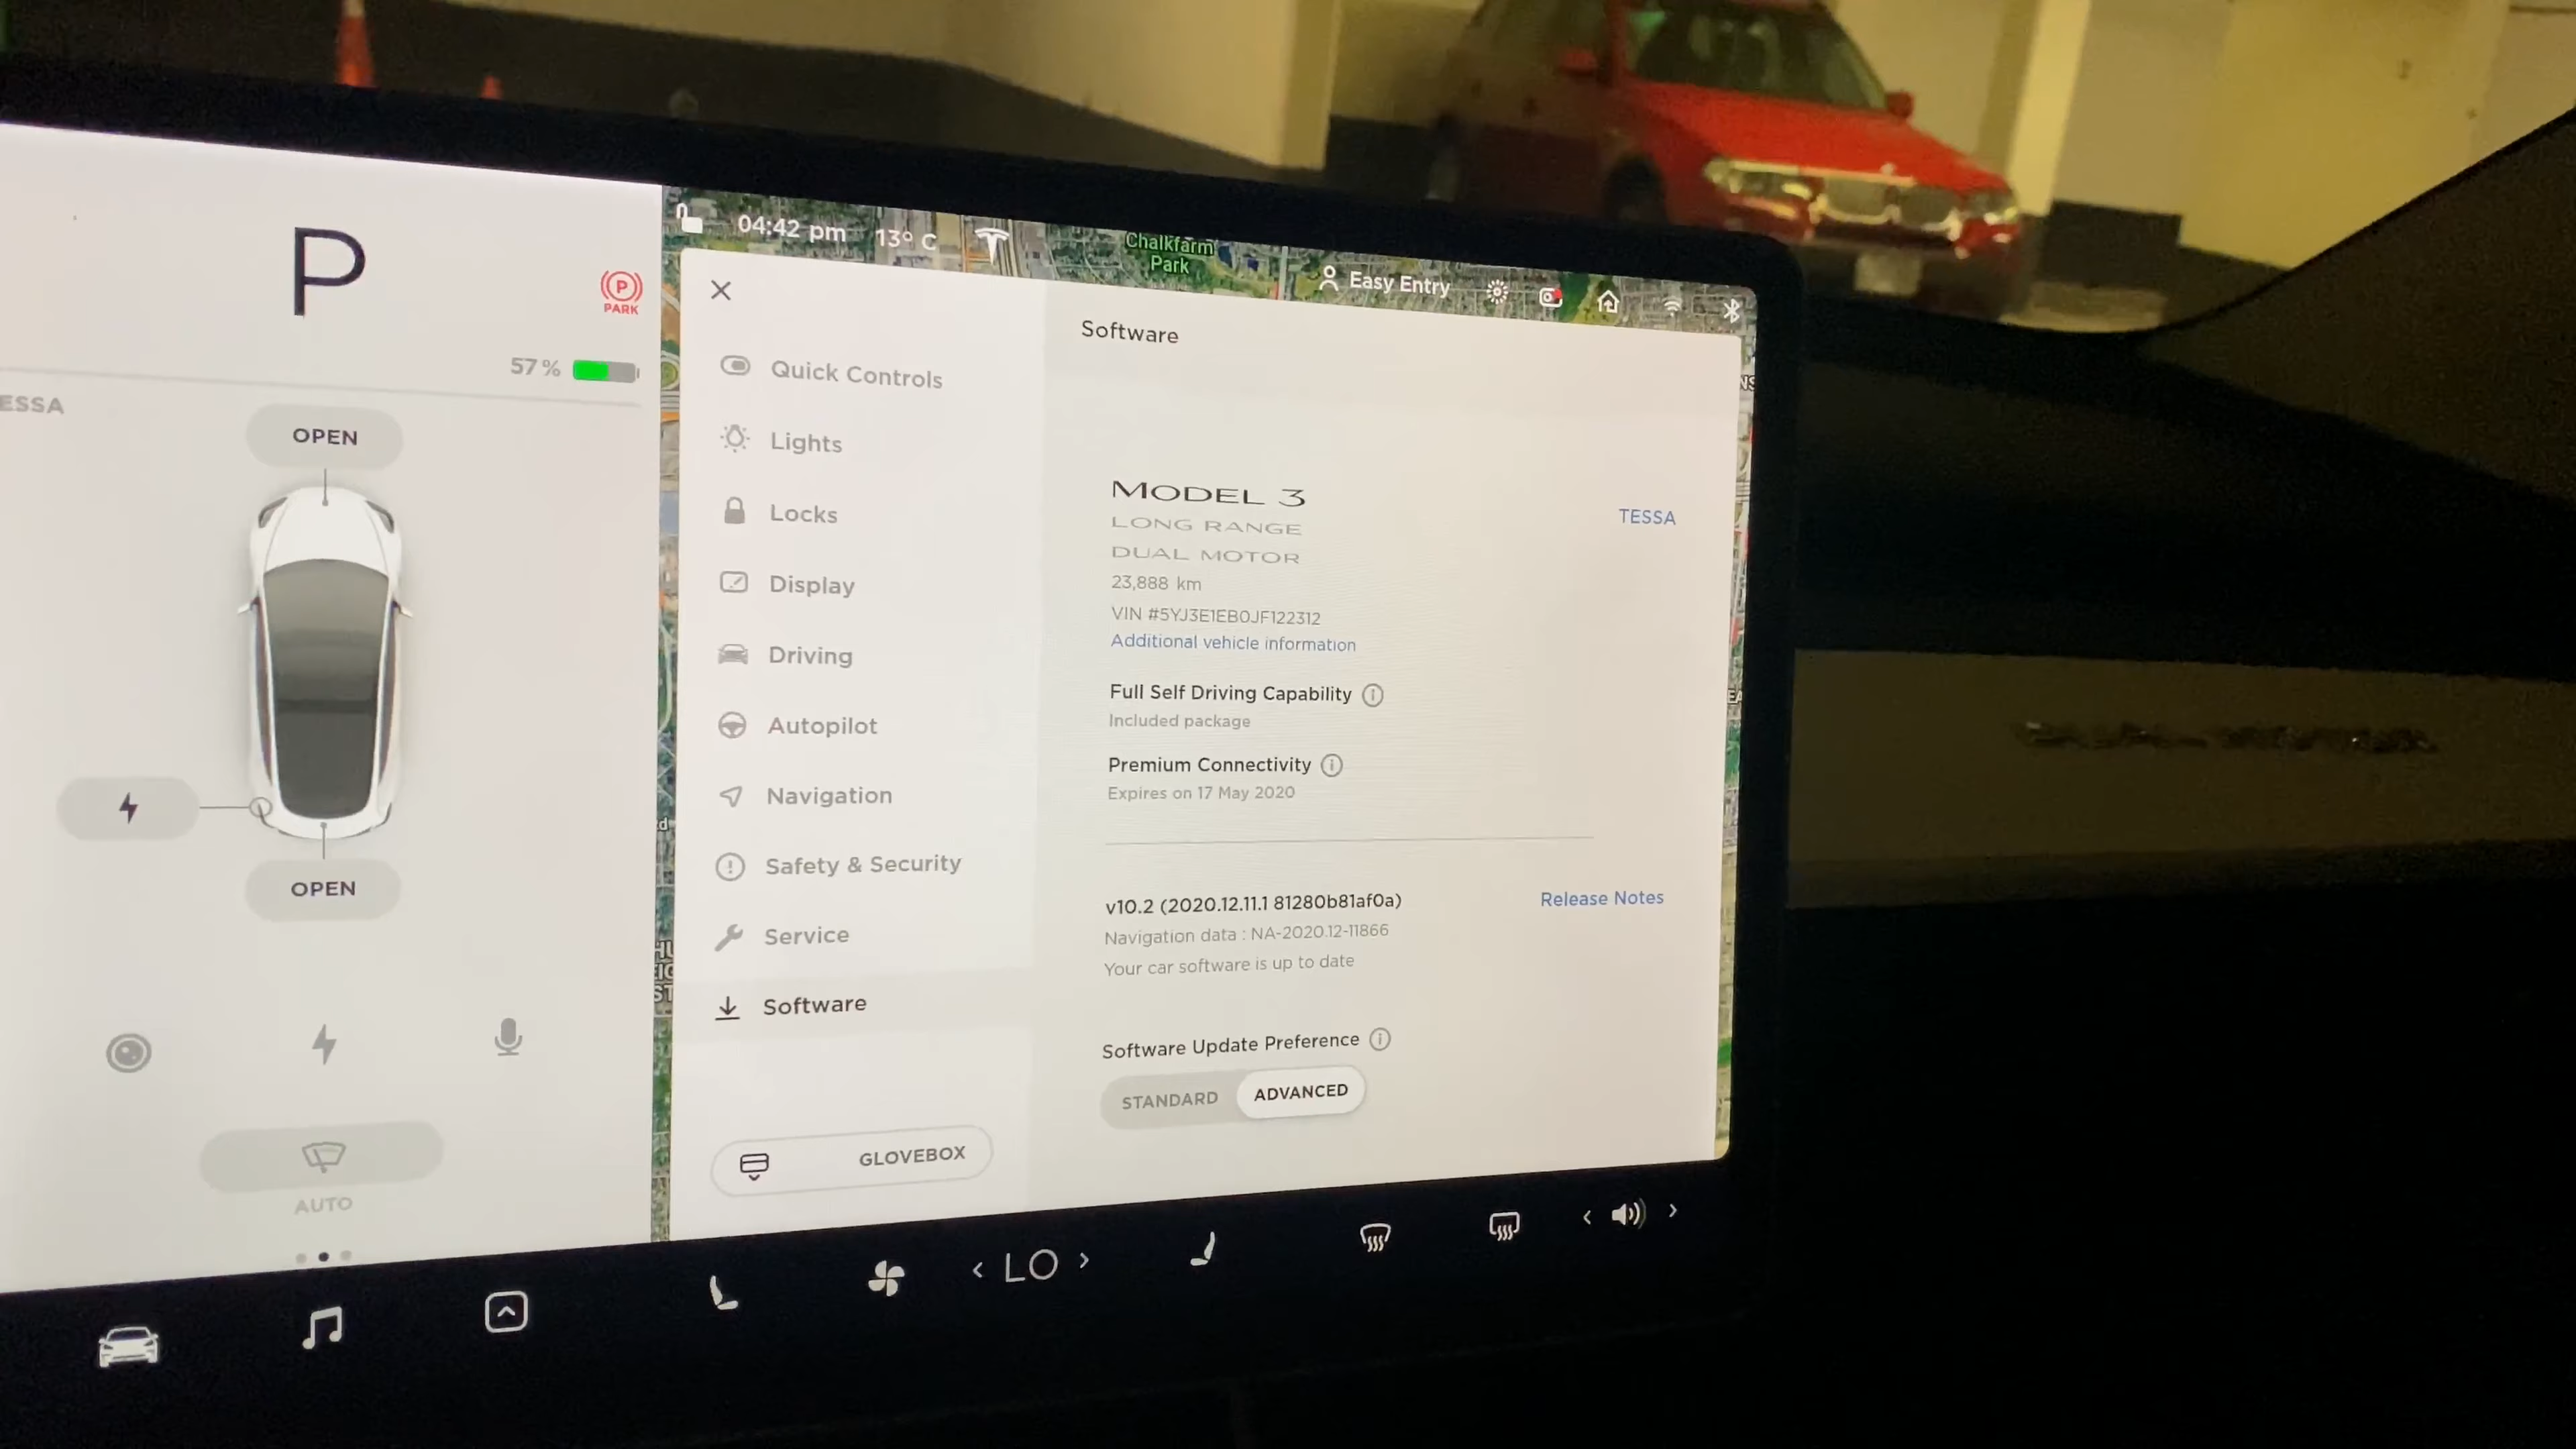 P
PARK
57 %
ESSA
OPEN
OPEN
AUTO
04:42 pm 13° C
Chalkfarm
Park
Easy Entry
Quick Controls
Lights
Locks
Display
Driving
Autopilot
Navigation
Safety & Security
Service
Software
GLOVEBOX
Software
MODEL 3
LONG RANGE
DUAL MOTOR
TESSA
23,888 km
VIN #5YJ3E1EB0JF122312
Additional vehicle information
Full Self Driving Capability
Included package
Premium Connectivity
Expires on 17 May 2020
v10.2 (2020.12.11.1 81280b81af0a)
Release Notes
Navigation data : NA-2020.12-11866
Your car software is up to date
Software Update Preference
STANDARD ADVANCED
< LO >